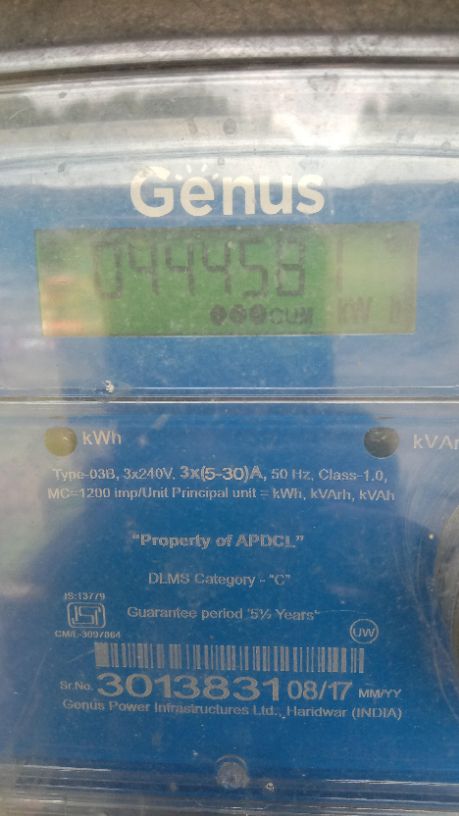 Genus
044458
kWh
kVAr
Type-03B, 3x240V, 3x(5-30)A, 50 Hz, Class-1.0,
MC=1200 imp/Unit Principal unit = kWh, kVArh, kVAh
"Property of APDCL"
DLMS Category - "C"
IS:13779
Guarantee period '5½ Years'
CM/L-3097864
UW
Sr.No. 3013831 08/17 MM/YY
Genus Power Infrastructures Ltd., Haridwar (INDIA)